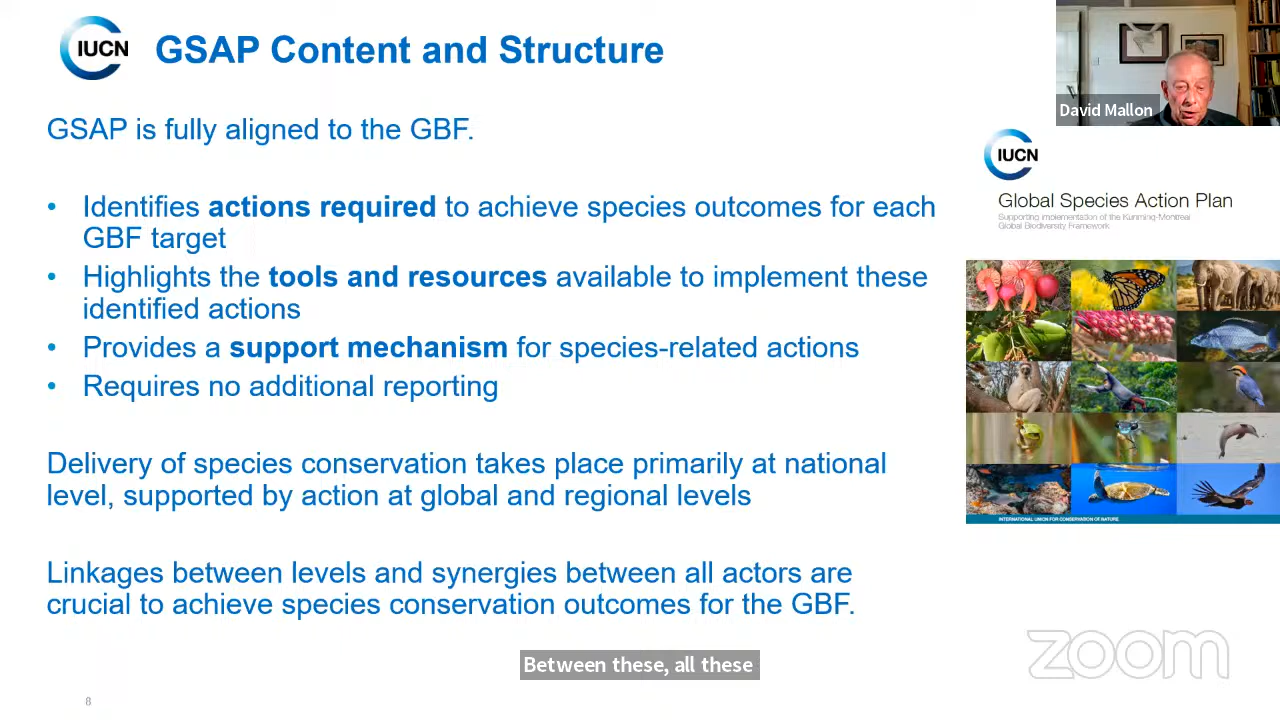 IUCN
GSAP Content and Structure
GSAP is fully aligned to the GBF.
• Identifies actions required to achieve species outcomes for each
GBF target
• Highlights the tools and resources available to implement these
identified actions
• Provides a support mechanism for species-related actions
• Requires no additional reporting
Delivery of species conservation takes place primarily at national
level, supported by action at global and regional levels
Linkages between levels and synergies between all actors are
crucial to achieve species conservation outcomes for the GBF.
David Mallon
IUCN
Global Species Action Plan
Supporting implementation of the Kunming-Montreal
Global Biodiversity Framework
INTERNATIONAL UNION FOR CONSERVATION OF NATURE
zoom
Between these, all these
8